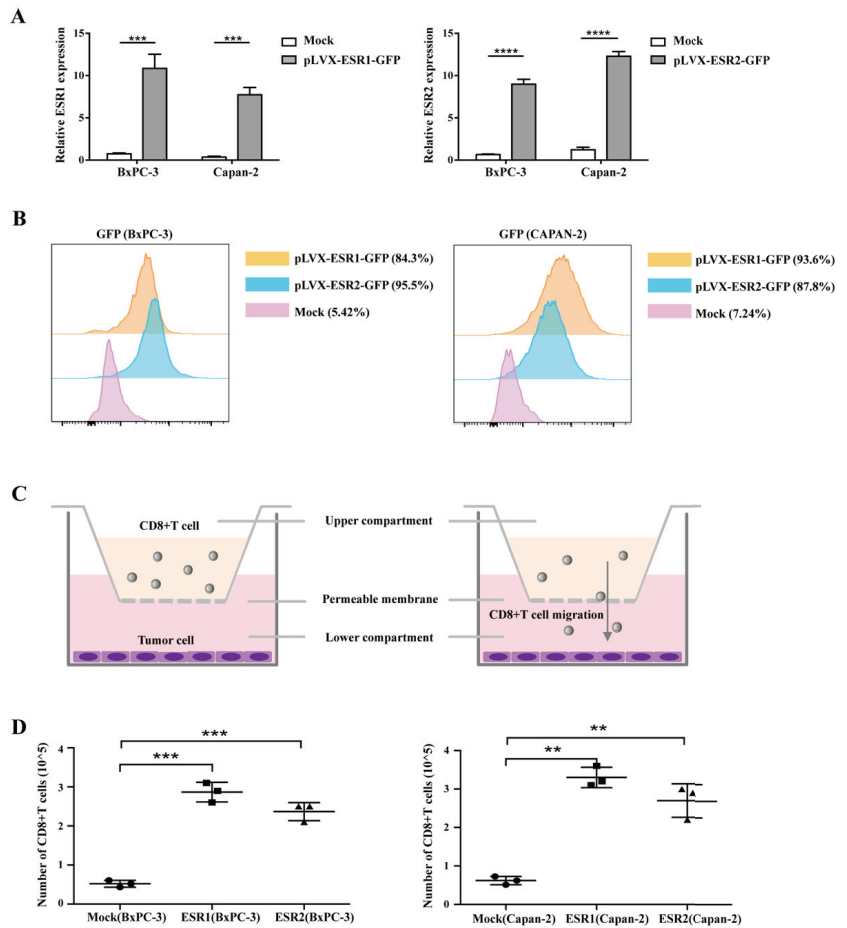 A
Relative ESR1 expression
15
10
5
0
BxPC-3
Capan-2
***
***
Mock
pLVX-ESR1-GFP
Relative ESR2 expression
15
10
5
0
BxPC-3
Capan-2
****
****
Mock
pLVX-ESR2-GFP
B
GFP (BxPC-3)
pLVX-ESR1-GFP (84.3%)
pLVX-ESR2-GFP (95.5%)
Mock (5.42%)
GFP (CAPAN-2)
pLVX-ESR1-GFP (93.6%)
pLVX-ESR2-GFP (87.8%)
Mock (7.24%)
C
CD8+T cell
Upper compartment
Permeable membrane
CD8+T cell migration
Tumor cell
Lower compartment
D
Number of CD8+T cells (10^5)
4
3
2
1
0
***
***
Mock(BxPC-3)
ESR1(BxPC-3)
ESR2(BxPC-3)
Number of CD8+T cells (10^5)
4
3
2
1
0
**
**
Mock(Capan-2)
ESR1(Capan-2)
ESR2(Capan-2)